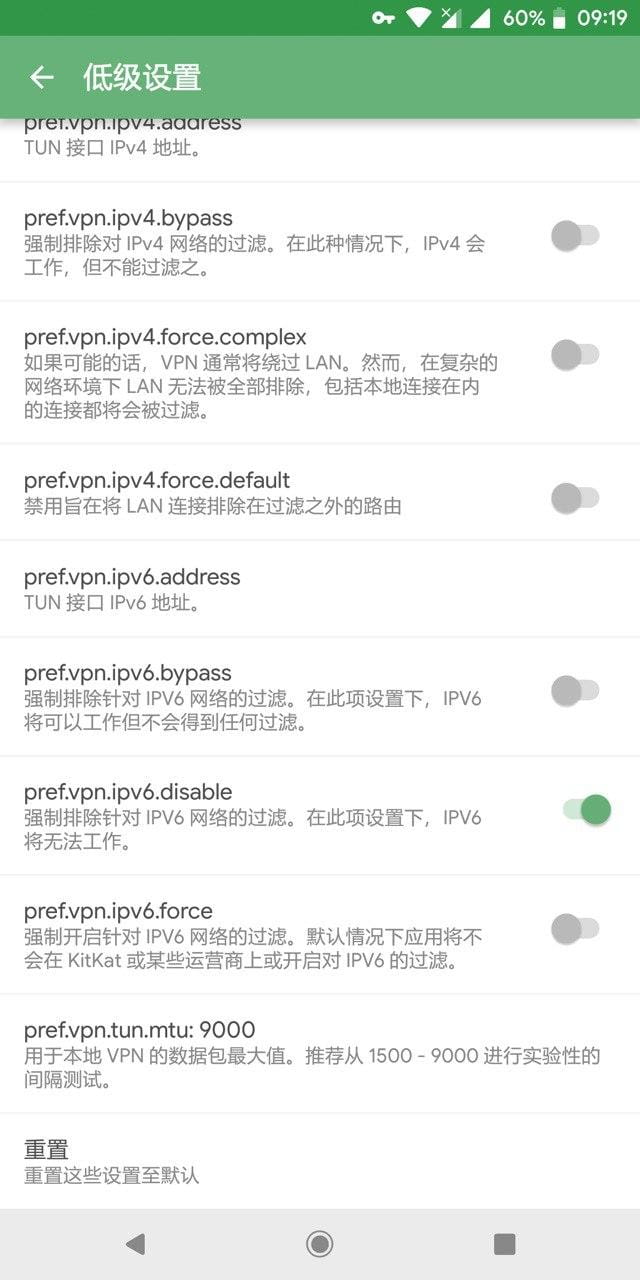 60% 09:19
低级设置
pref.vpn.ipv4.address
TUN 接口 IPv4 地址。
pref.vpn.ipv4.bypass
强制排除对 IPv4 网络的过滤。在此种情况下，IPv4 会
工作，但不能过滤之。
pref.vpn.ipv4.force.complex
如果可能的话，VPN 通常将绕过 LAN。然而，在复杂的
网络环境下 LAN 无法被全部排除，包括本地连接在内
的连接都将会被过滤。
pref.vpn.ipv4.force.default
禁用旨在将 LAN 连接排除在过滤之外的路由
pref.vpn.ipv6.address
TUN 接口 IPv6 地址。
pref.vpn.ipv6.bypass
强制排除针对 IPV6 网络的过滤。在此项设置下，IPV6
将可以工作但不会得到任何过滤。
pref.vpn.ipv6.disable
强制排除针对 IPV6 网络的过滤。在此项设置下，IPV6
将无法工作。
pref.vpn.ipv6.force
强制开启针对 IPV6 网络的过滤。默认情况下应用将不
会在 KitKat 或某些运营商上或开启对 IPV6 的过滤。
pref.vpn.tun.mtu: 9000
用于本地 VPN 的数据包最大值。推荐从 1500 - 9000 进行实验性的
间隔测试。
重置
重置这些设置至默认